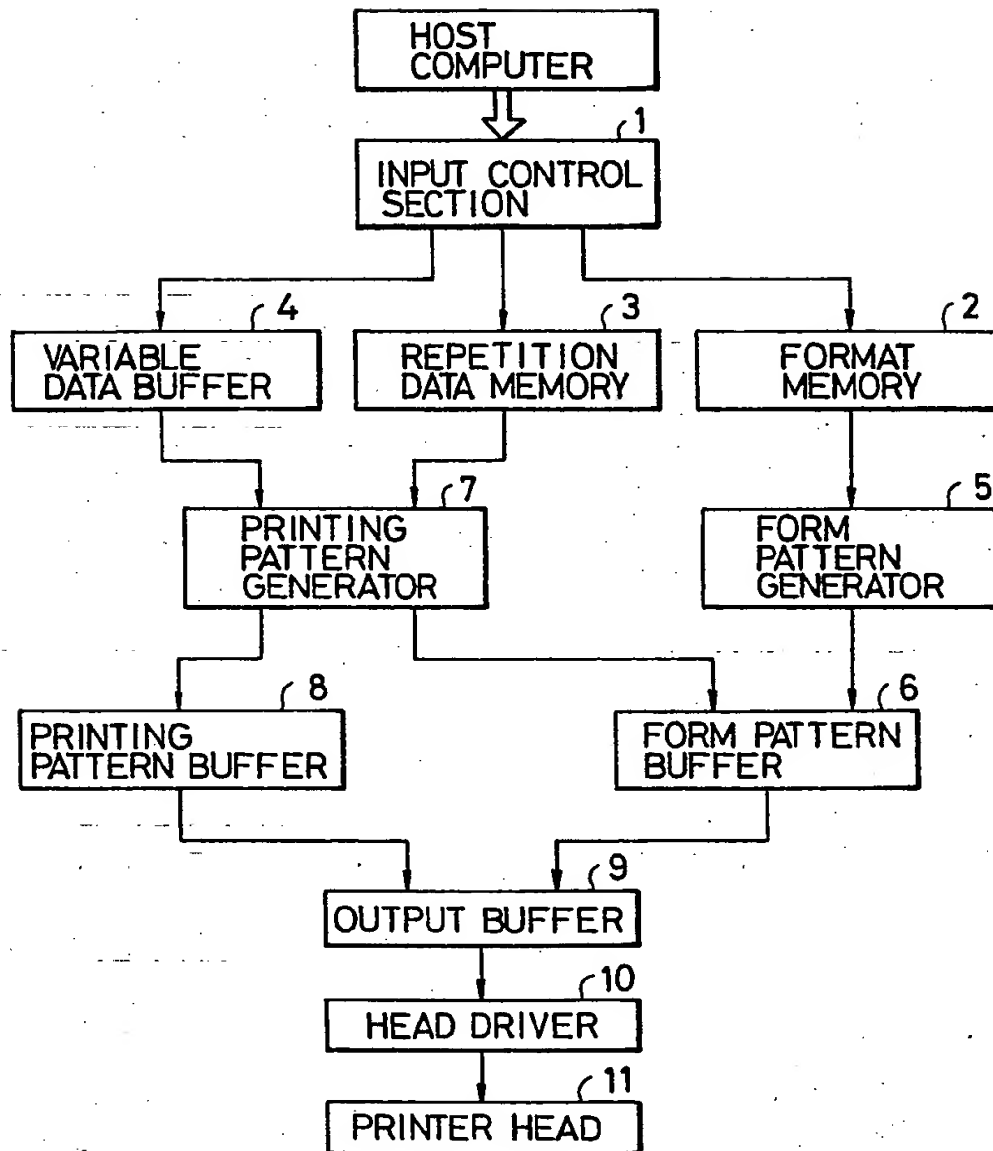 HOST
COMPUTER
1
INPUT CONTROL
SECTION
4
VARIABLE
DATA BUFFER
3
REPETITION
DATA MEMORY
2
FORMAT
MEMORY
7
PRINTING
PATTERN
GENERATOR
5
FORM
PATTERN
GENERATOR
8
PRINTING
PATTERN BUFFER
6
FORM PATTERN
BUFFER
9
OUTPUT BUFFER
10
HEAD DRIVER
11
PRINTER HEAD